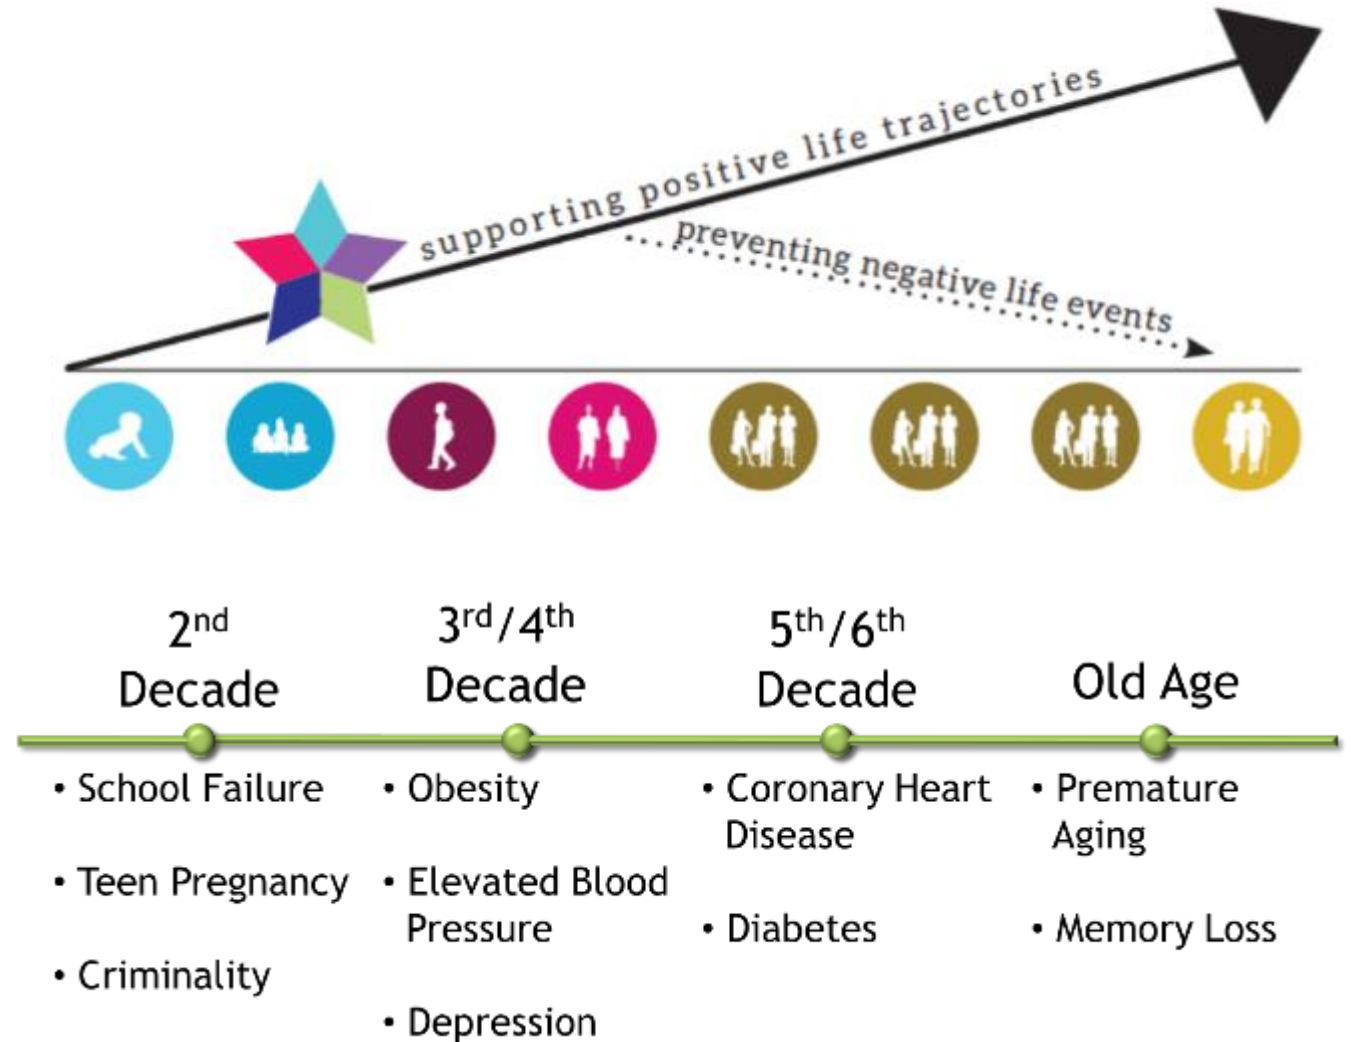 supporting positive life trajectories
preventing negative life events
2nd
Decade
3rd/4th
Decade
5th/6th
Decade
Old Age
• School Failure
• Teen Pregnancy
• Criminality
• Obesity
• Elevated Blood
Pressure
• Depression
• Coronary Heart
Disease
• Diabetes
• Premature
Aging
• Memory Loss